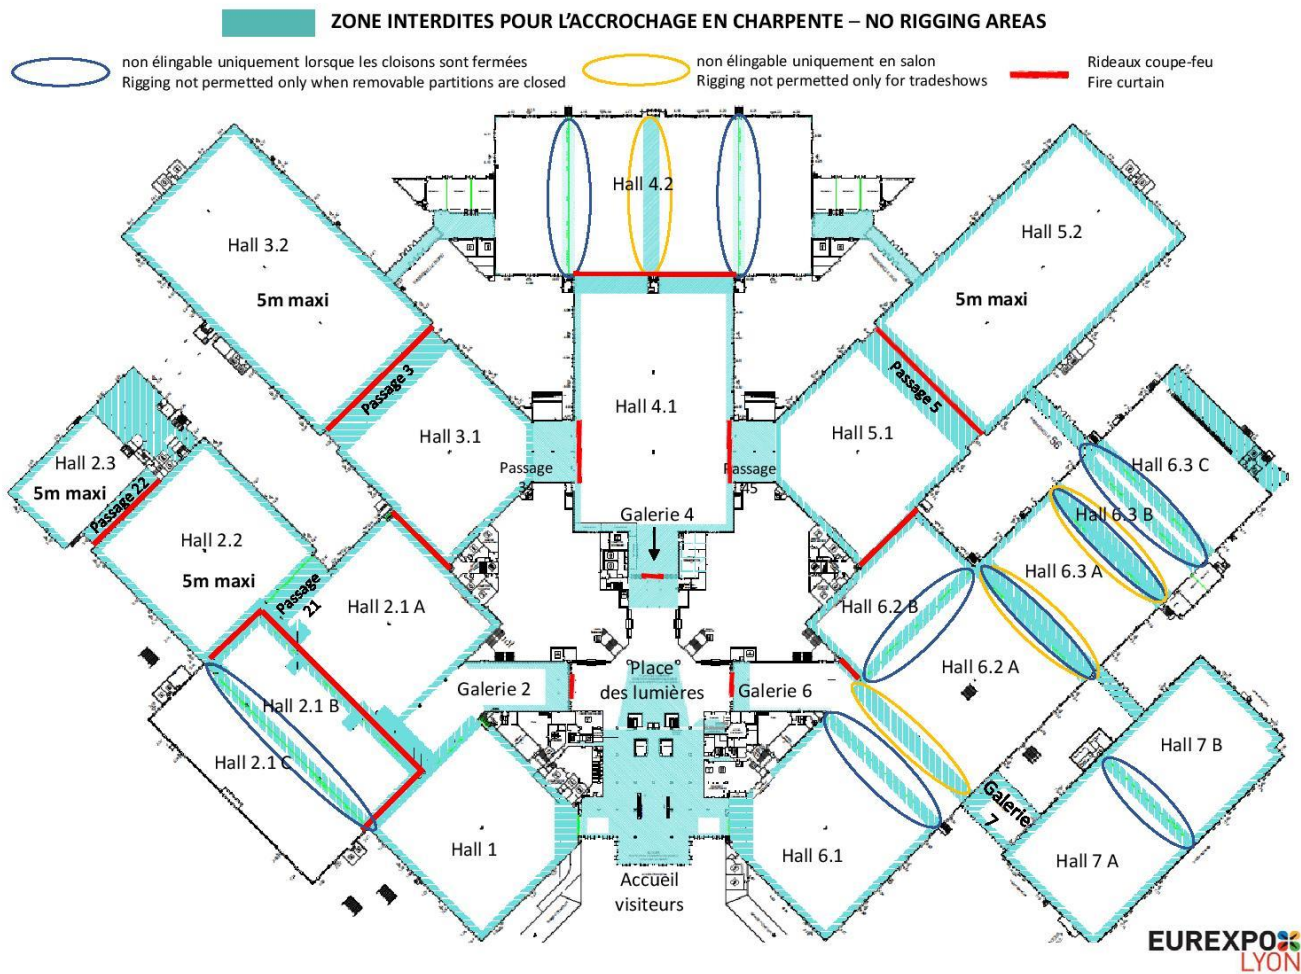 ZONE INTERDITES POUR L'ACCROCHAGE EN CHARPENTE – NO RIGGING AREAS
non élingable uniquement lorsque les cloisons sont fermées
Rigging not permetted only when removable partitions are closed
non élingable uniquement en salon
Rigging not permetted only for tradeshows
Rideaux coupe-feu
Fire curtain
Hall 4.2
Hall 3.2
5m maxi
Hall 5.2
5m maxi
Passage 3
Passage 5
Hall 4.1
Hall 3.1
Hall 5.1
Passage
Passage
45
Hall 2.3
5m maxi
Passage 22
Hall 6.3 C
Hall 6.3 B
Hall 6.3 A
Galerie 4
Hall 2.2
5m maxi
Passage
21
Hall 2.1 A
Hall 6.2 B
Hall 6.2 A
Place
des lumières
Galerie 2
Galerie 6
Hall 2.1 B
Hall 2.1 C
Hall 7 B
Galerie
7
Hall 1
Hall 6.1
Hall 7 A
Accueil
visiteurs
EUREXPO
LYON